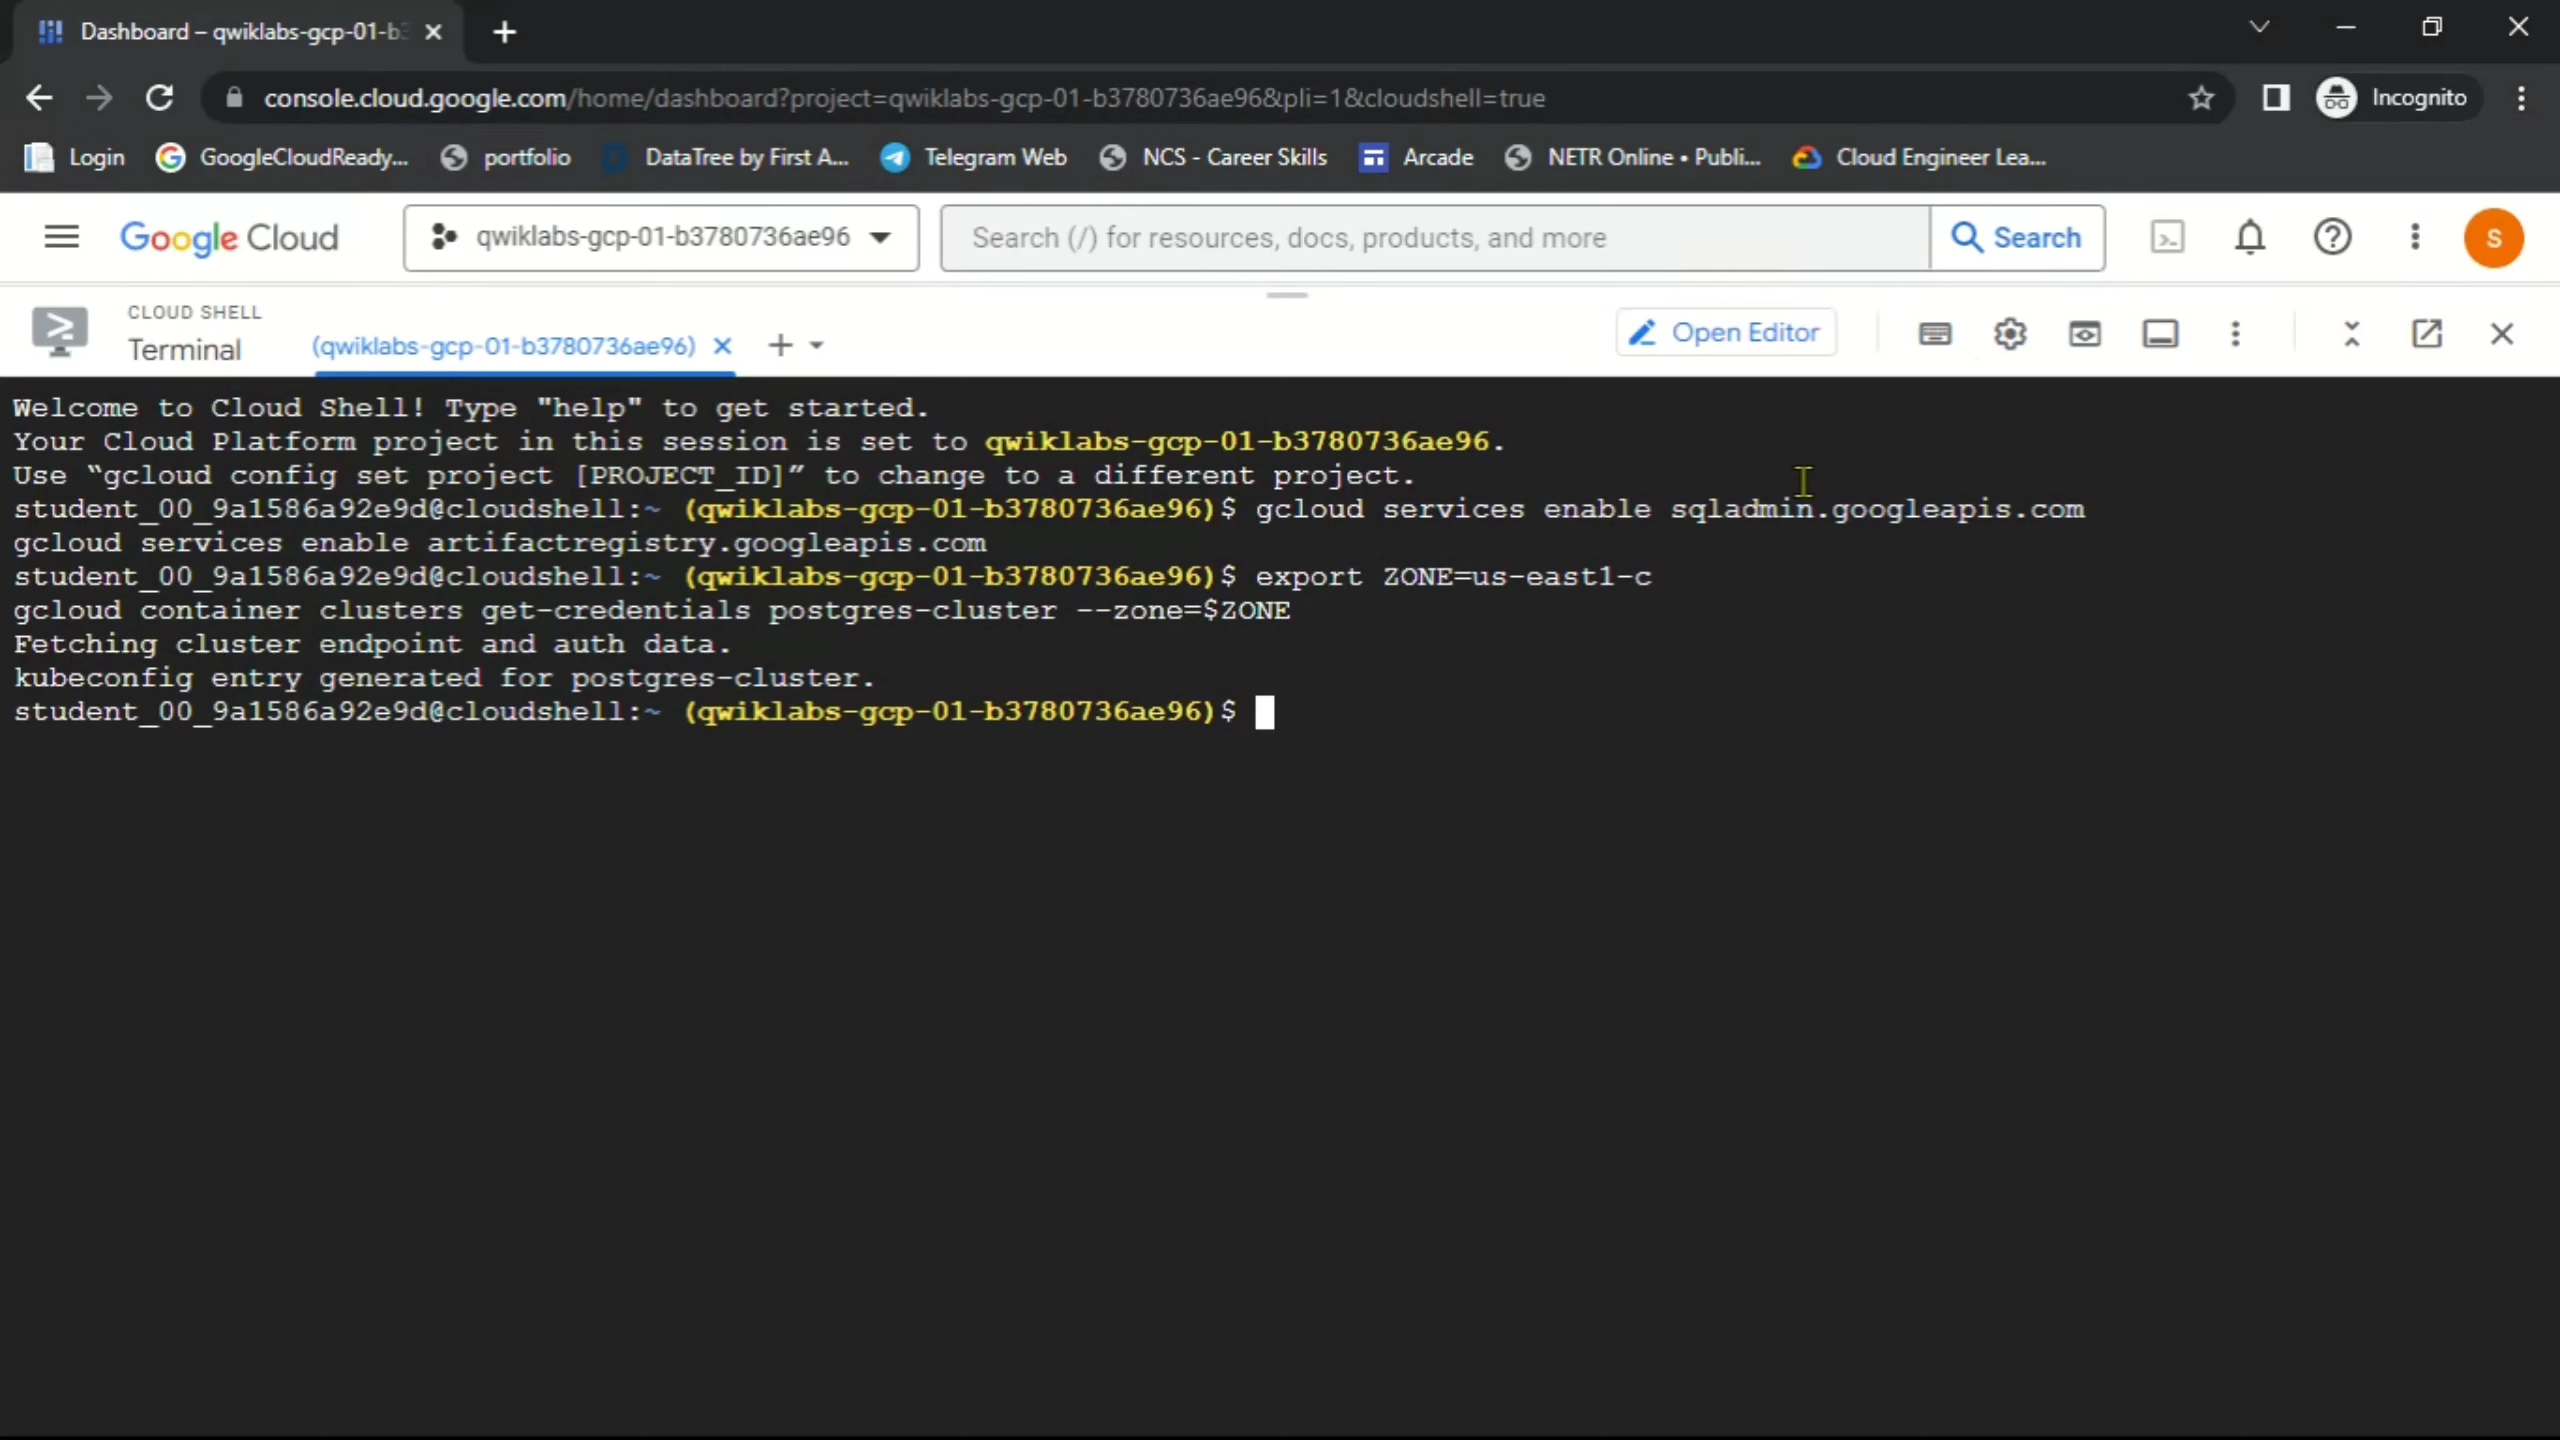 Dashboard – qwiklabs-gcp-01-b3
console.cloud.google.com/home/dashboard?project=qwiklabs-gcp-01-b3780736ae96&pli=1&cloudshell=true
Incognito
Login GoogleCloudReady... portfolio DataTree by First A... Telegram Web NCS - Career Skills Arcade NETR Online • Publi... Cloud Engineer Lea...
Google Cloud qwiklabs-gcp-01-b3780736ae96 Search (/) for resources, docs, products, and more Search S
CLOUD SHELL
Terminal (qwiklabs-gcp-01-b3780736ae96) Open Editor
Welcome to Cloud Shell! Type "help" to get started.
Your Cloud Platform project in this session is set to qwiklabs-gcp-01-b3780736ae96.
Use “gcloud config set project [PROJECT_ID]” to change to a different project.
student_00_9a1586a92e9d@cloudshell:~ (qwiklabs-gcp-01-b3780736ae96)$ gcloud services enable sqladmin.googleapis.com
gcloud services enable artifactregistry.googleapis.com
student_00_9a1586a92e9d@cloudshell:~ (qwiklabs-gcp-01-b3780736ae96)$ export ZONE=us-east1-c
gcloud container clusters get-credentials postgres-cluster --zone=$ZONE
Fetching cluster endpoint and auth data.
kubeconfig entry generated for postgres-cluster.
student_00_9a1586a92e9d@cloudshell:~ (qwiklabs-gcp-01-b3780736ae96)$